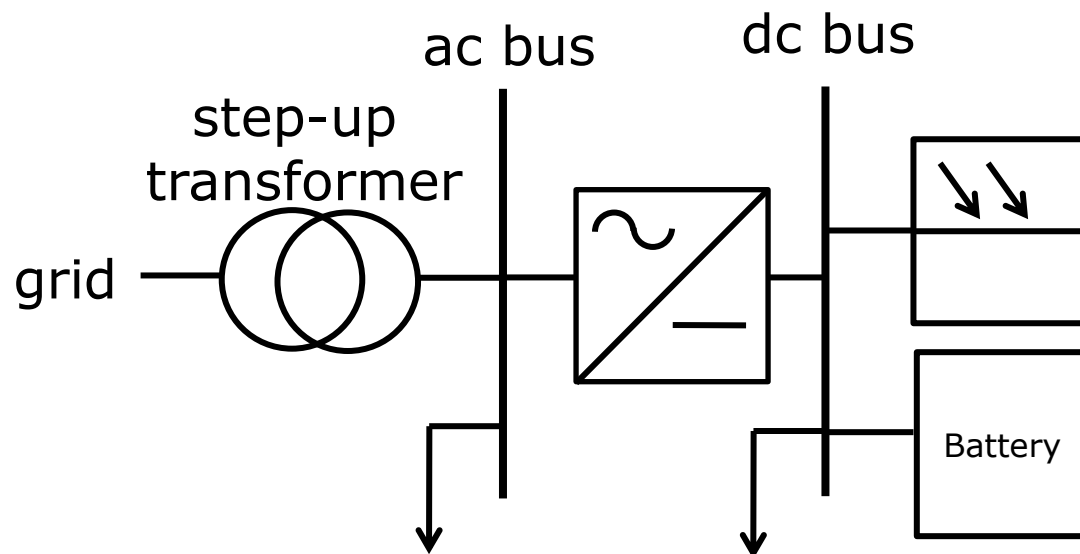 ac bus
dc bus
step-up
transformer
grid
Battery